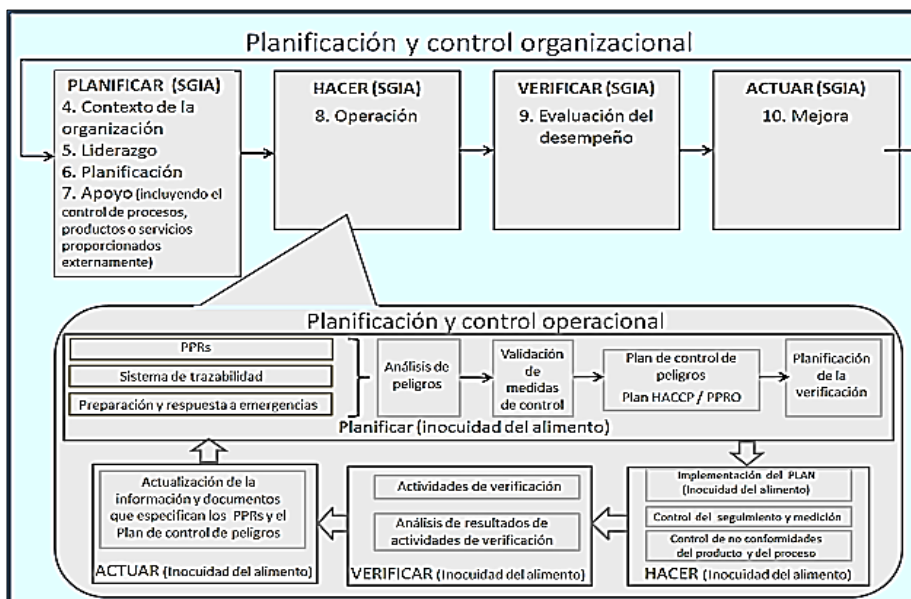 Planificación y control organizacional
PLANIFICAR (SGIA)
4. Contexto de la
organización
5. Liderazgo
6. Planificación
7. Apoyo (incluyendo el
control de procesos,
productos o servicios
proporcionados
externamente)
HACER (SGIA)
8. Operación
VERIFICAR (SGIA)
9. Evaluación del
desempeño
ACTUAR (SGIA)
10. Mejora
Planificación y control operacional
PPRs
Sistema de trazabilidad
Preparación y respuesta a emergencias
Análisis de
peligros
Validación
de
medidas
de control
Plan de control de
peligros
Plan HACCP / PPRO
Planificación
de la
verificación
Planificar (inocuidad del alimento)
Implementación del PLAN
(Inocuidad del alimento)
Control del seguimiento y medición
Control de no conformidades
del producto y del proceso
HACER (Inocuidad del alimento)
Actividades de verificación
Análisis de resultados de
actividades de verificación
VERIFICAR (Inocuidad del alimento)
Actualización de la
información y documentos
que especifican los PPRs y el
Plan de control de peligros
ACTUAR (Inocuidad del alimento)